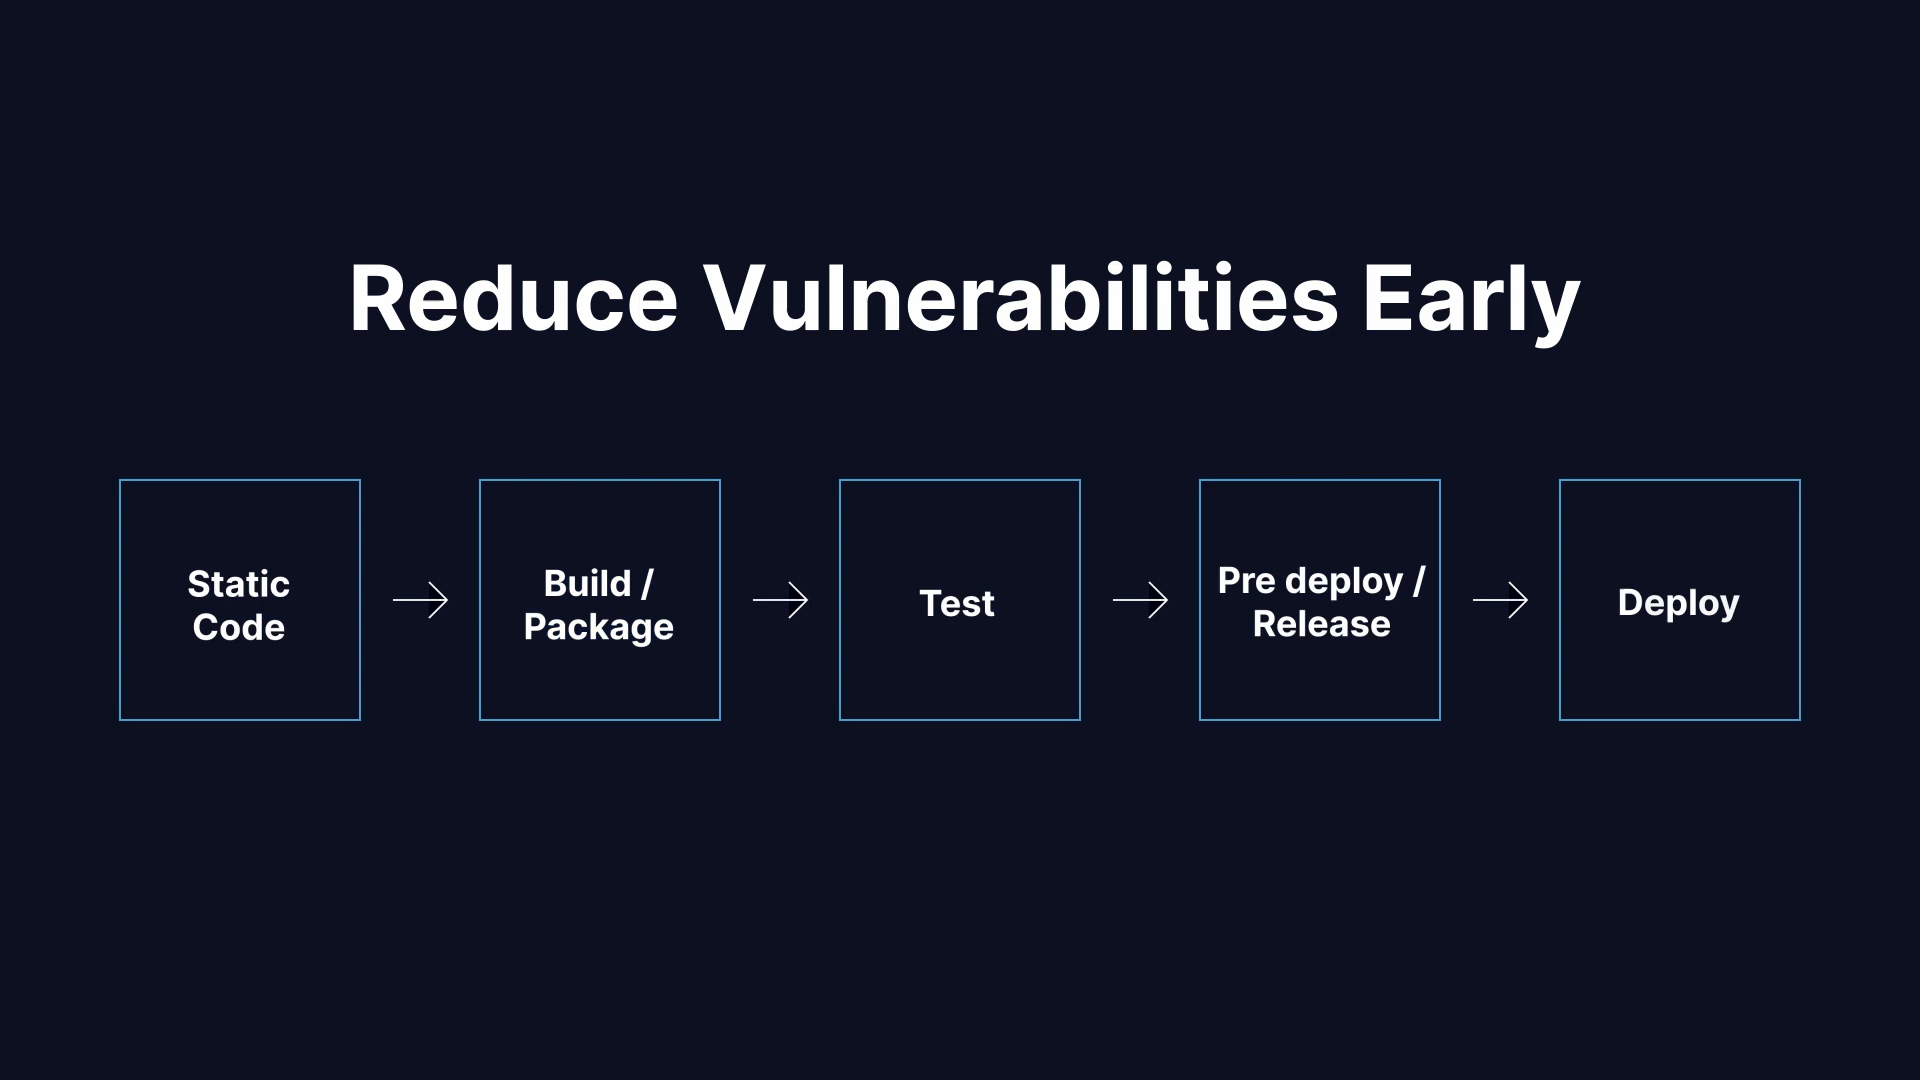 Reduce Vulnerabilities Early
Static
Code
Build /
Package
Test
Pre deploy /
Release
Deploy